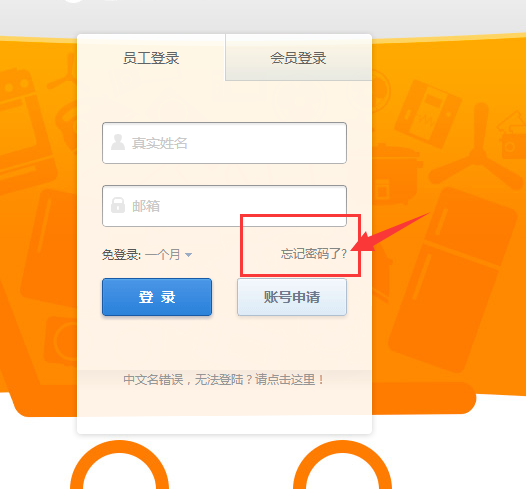 员工登录
会员登录
真实姓名
邮箱
免登录: 一个月
忘记密码了?
登 录
账号申请
中文名错误，无法登陆？请点击这里！